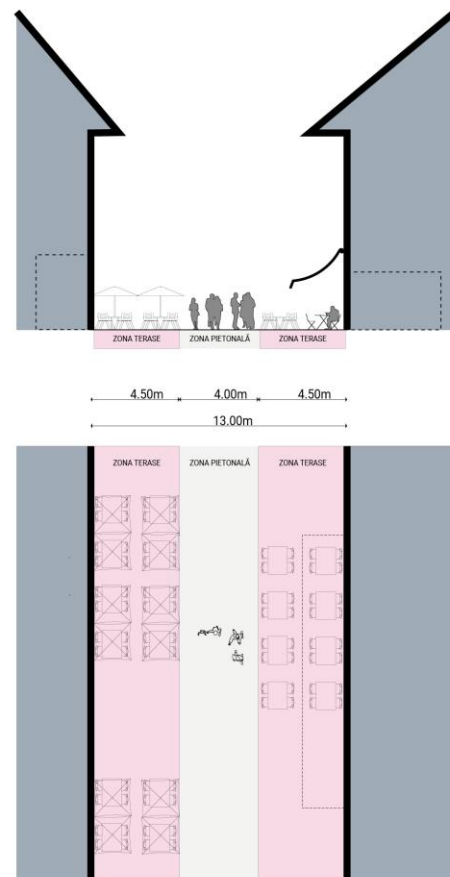 ZONA TERASE ZONA PIETONALĂ ZONA TERASE
4.50m 4.00m 4.50m
13.00m
ZONA TERASE ZONA PIETONALĂ ZONA TERASE